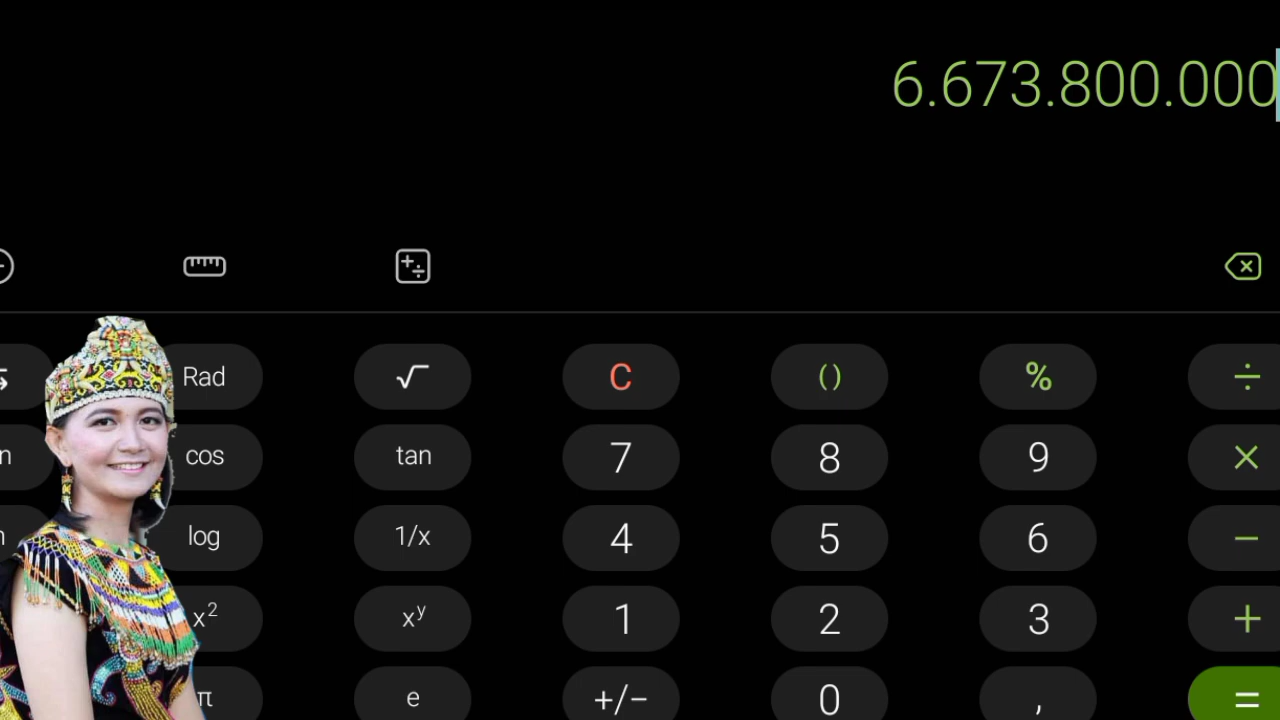 6.673.800.000
Rad √ C () % ÷
n cos tan 7 8 9 ×
log 1/x 4 5 6 −
x² xʸ 1 2 3 +
π e +/− 0 , =